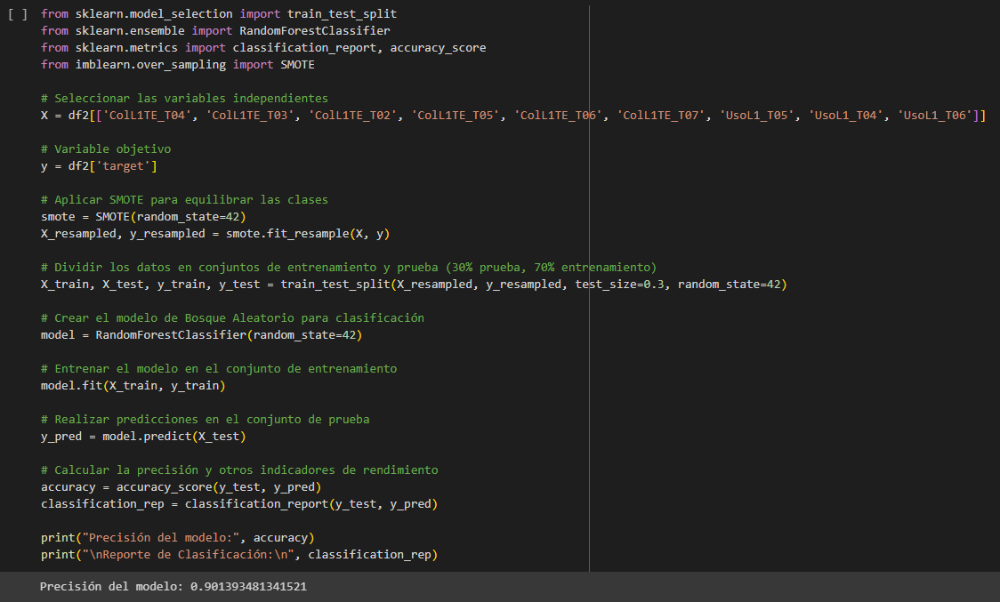 [ ] from sklearn.model_selection import train_test_split
from sklearn.ensemble import RandomForestClassifier
from sklearn.metrics import classification_report, accuracy_score
from imblearn.over_sampling import SMOTE
# Seleccionar las variables independientes
X = df2[['ColL1TE_T04', 'ColL1TE_T03', 'ColL1TE_T02', 'ColL1TE_T05', 'ColL1TE_T06', 'ColL1TE_T07', 'UsoL1_T05', 'UsoL1_T04', 'UsoL1_T06']]
# Variable objetivo
y = df2['target']
# Aplicar SMOTE para equilibrar las clases
smote = SMOTE(random_state=42)
X_resampled, y_resampled = smote.fit_resample(X, y)
# Dividir los datos en conjuntos de entrenamiento y prueba (30% prueba, 70% entrenamiento)
X_train, X_test, y_train, y_test = train_test_split(X_resampled, y_resampled, test_size=0.3, random_state=42)
# Crear el modelo de Bosque Aleatorio para clasificación
model = RandomForestClassifier(random_state=42)
# Entrenar el modelo en el conjunto de entrenamiento
model.fit(X_train, y_train)
# Realizar predicciones en el conjunto de prueba
y_pred = model.predict(X_test)
# Calcular la precisión y otros indicadores de rendimiento
accuracy = accuracy_score(y_test, y_pred)
classification_rep = classification_report(y_test, y_pred)
print("Precisión del modelo:", accuracy)
print("\nReporte de Clasificación:\n", classification_rep)
Precisión del modelo: 0.901393481341521